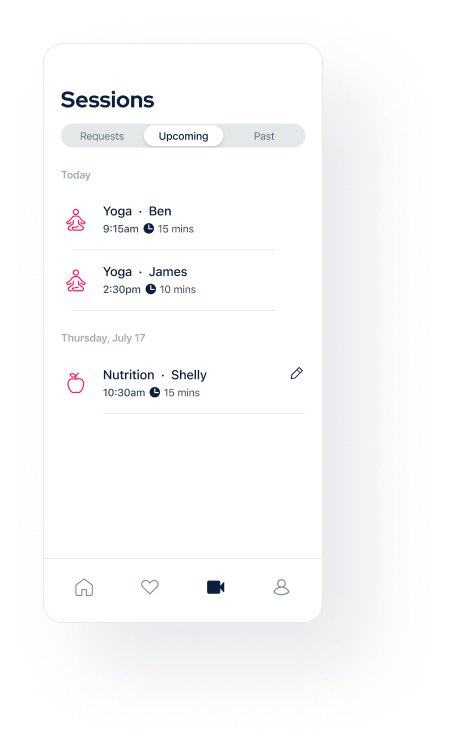 Sessions
Requests Upcoming Past
Today
Yoga · Ben
9:15am 15 mins
Yoga · James
2:30pm 10 mins
Thursday, July 17
Nutrition · Shelly
10:30am 15 mins